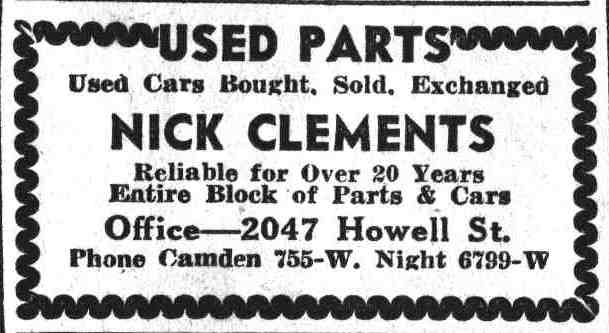 USED PARTS
Used Cars Bought, Sold, Exchanged
NICK CLEMENTS
Reliable for Over 20 Years
Entire Block of Parts & Cars
Office—2047 Howell St.
Phone Camden 755-W. Night 6799-W